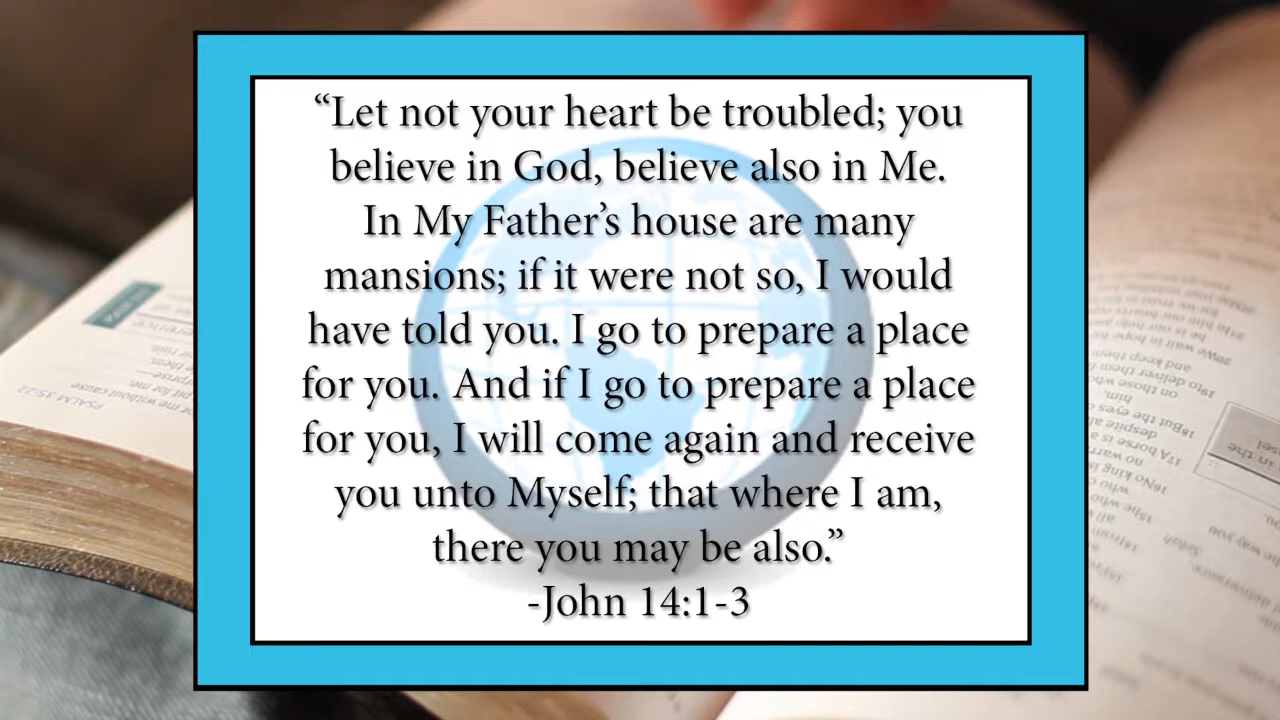 “Let not your heart be troubled; you
believe in God, believe also in Me.
In My Father’s house are many
mansions; if it were not so, I would
have told you. I go to prepare a place
for you. And if I go to prepare a place
for you, I will come again and receive
you unto Myself; that where I am,
there you may be also.”
-John 14:1-3
PSALM 35:22